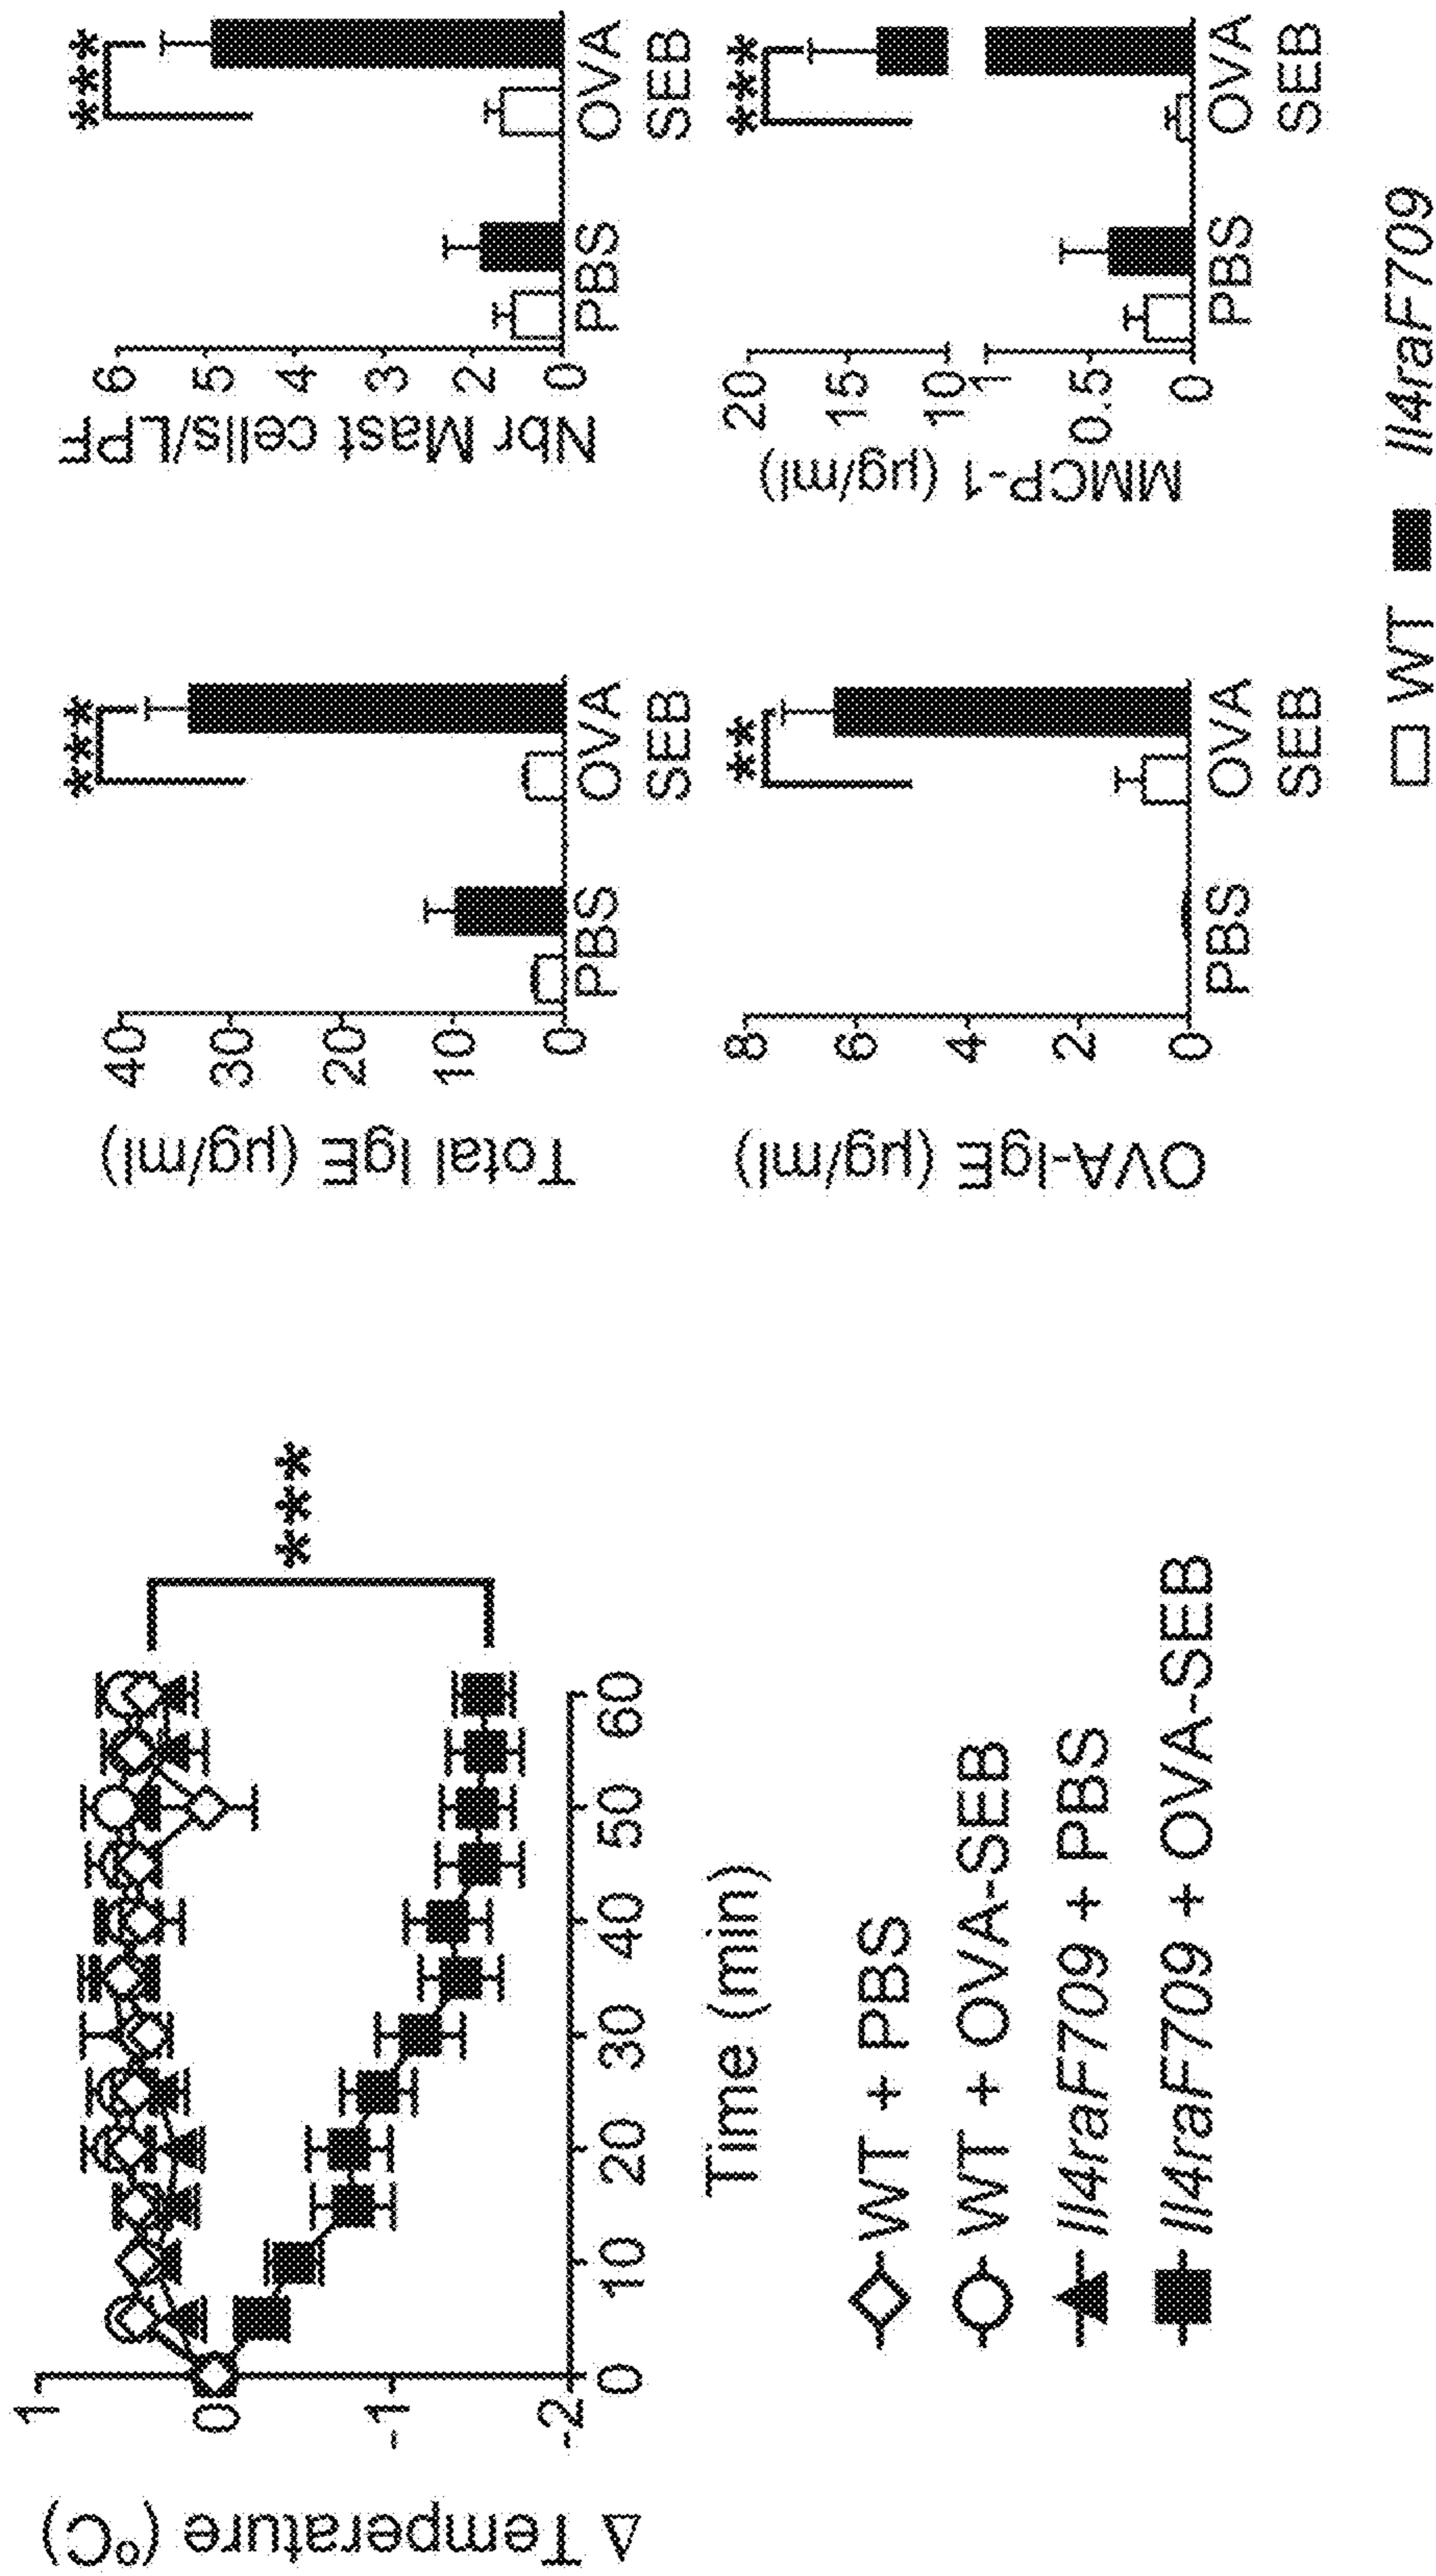 Δ Temperature (°C)
1
0
-1
-2
0 10 20 30 40 50 60
Time (min)
***
WT + PBS
WT + OVA-SEB
Il4raF709 + PBS
Il4raF709 + OVA-SEB
Total IgE (µg/ml)
40
30
20
10
0
***
PBS OVA
SEB
Nbr Mast cells/LPF
6
5
4
3
2
0
***
PBS OVA
SEB
OVA-IgE (µg/ml)
8
6
4
2
0
**
PBS OVA
SEB
MMCP-1 (µg/ml)
20
15
10
1
0.5
0
***
PBS OVA
SEB
WT Il4raF709